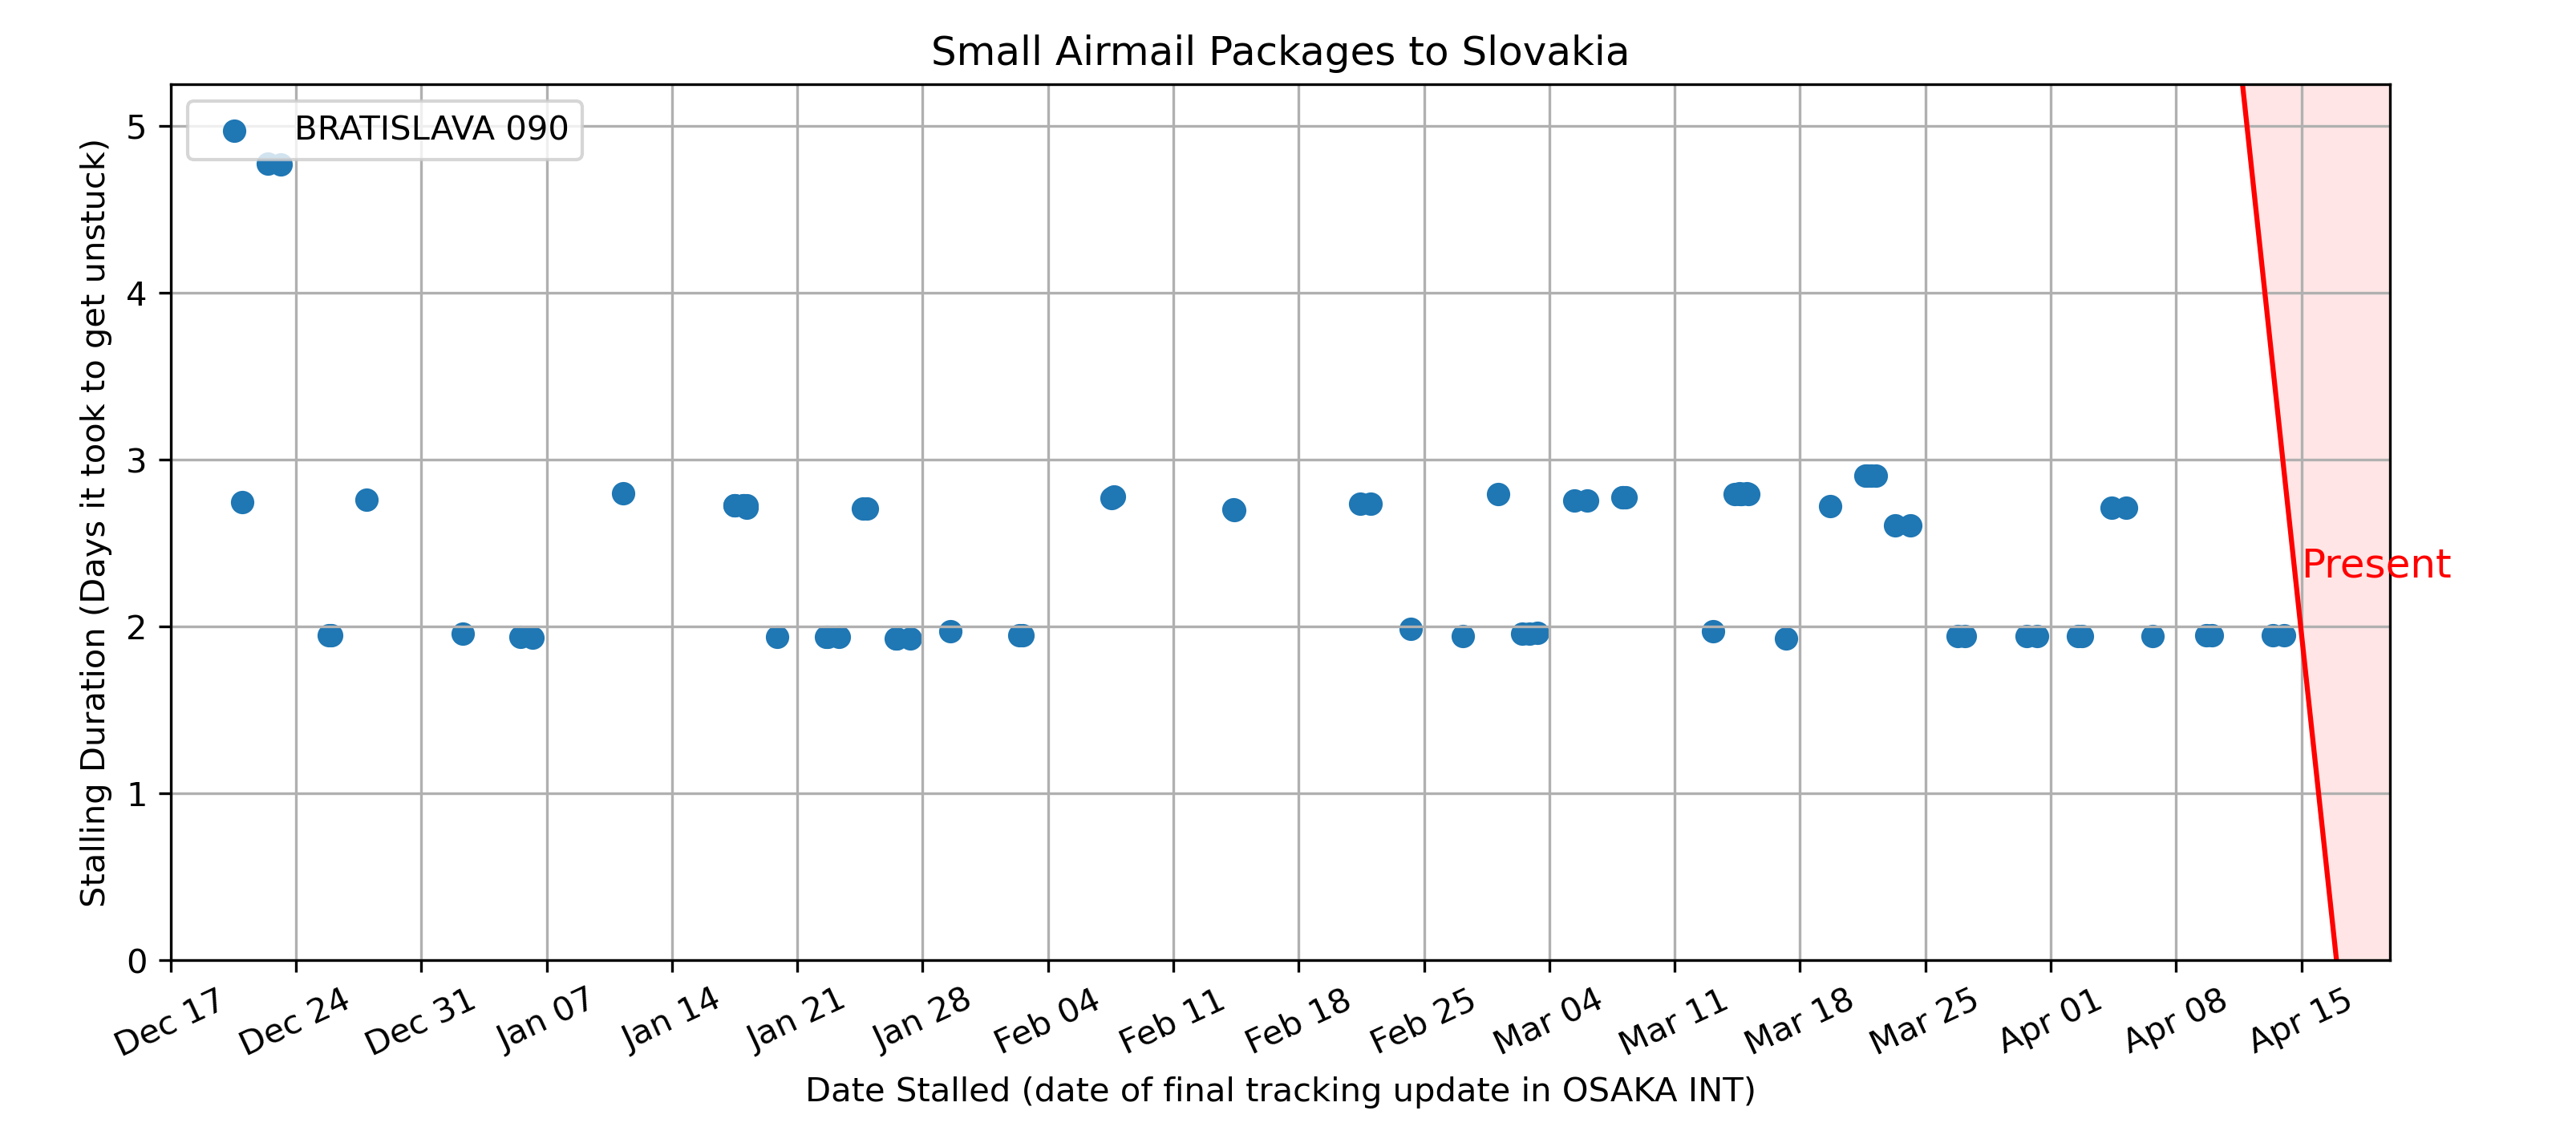 Small Airmail Packages to Slovakia
BRATISLAVA 090
Stalling Duration (Days it took to get unstuck)
5
4
3
2
1
0
Present
Dec 17
Dec 24
Dec 31
Jan 07
Jan 14
Jan 21
Jan 28
Feb 04
Feb 11
Feb 18
Feb 25
Mar 04
Mar 11
Mar 18
Mar 25
Apr 01
Apr 08
Apr 15
Date Stalled (date of final tracking update in OSAKA INT)